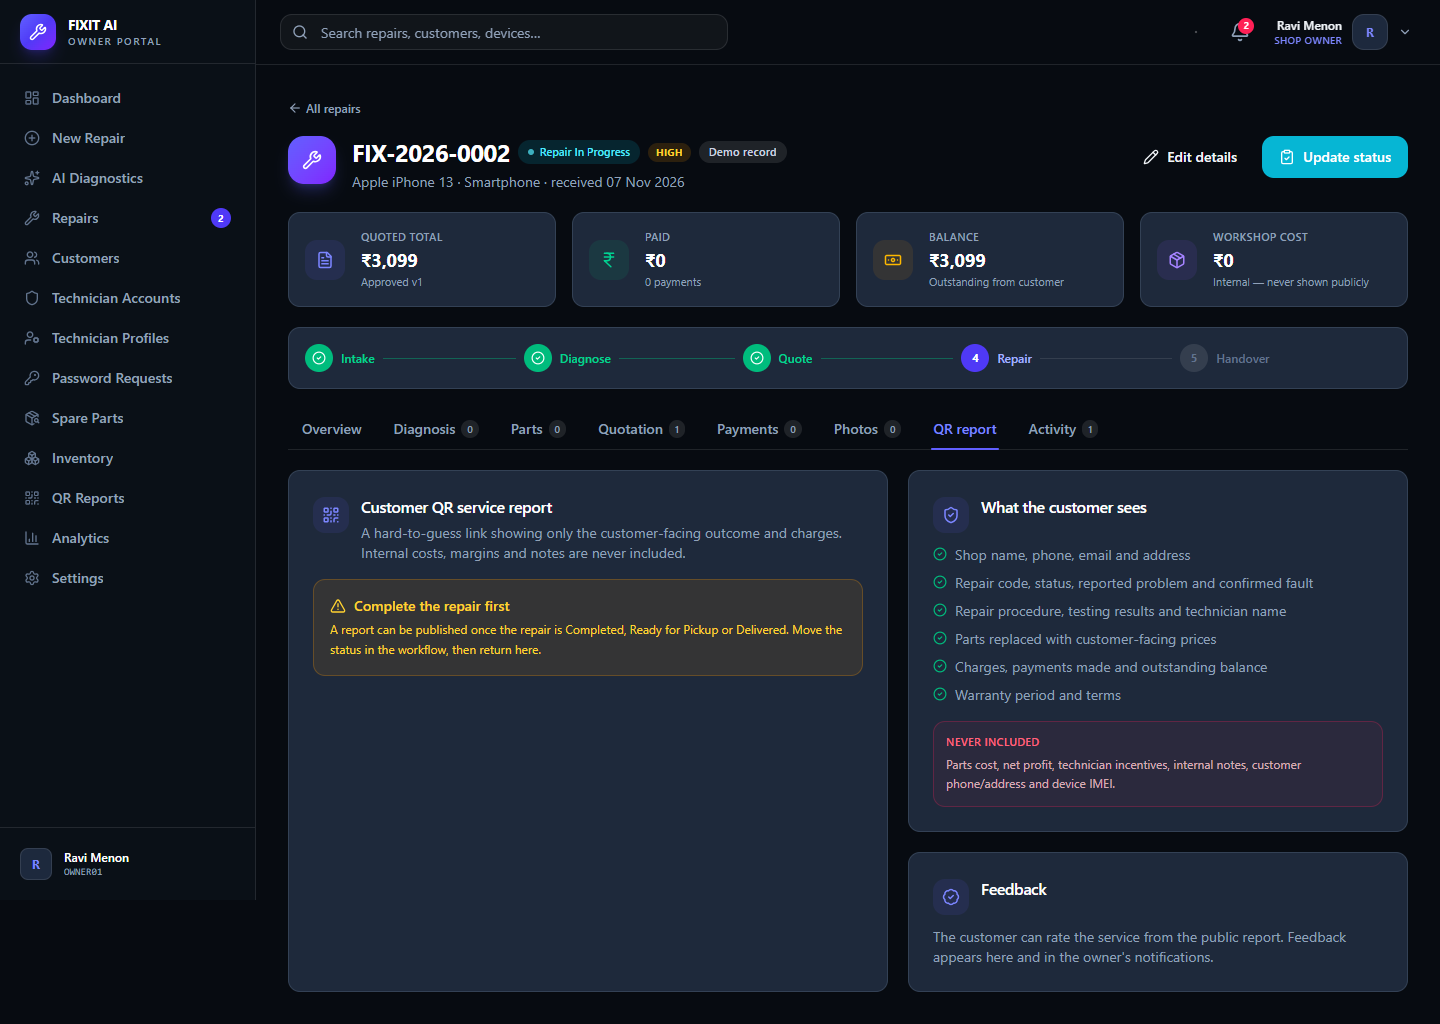 FIXIT AI
OWNER PORTAL
Search repairs, customers, devices...
2
Ravi Menon
SHOP OWNER
R
Dashboard
New Repair
AI Diagnostics
Repairs
2
Customers
Technician Accounts
Technician Profiles
Password Requests
Spare Parts
Inventory
QR Reports
Analytics
Settings
R
Ravi Menon
OWNER01
All repairs
FIX-2026-0002
Repair In Progress
HIGH
Demo record
Apple iPhone 13 · Smartphone · received 07 Nov 2026
Edit details
Update status
QUOTED TOTAL
₹3,099
Approved v1
PAID
₹0
0 payments
BALANCE
₹3,099
Outstanding from customer
WORKSHOP COST
₹0
Internal — never shown publicly
Intake
Diagnose
Quote
4
Repair
5
Handover
Overview
Diagnosis 0
Parts 0
Quotation 1
Payments 0
Photos 0
QR report
Activity 1
Customer QR service report
A hard-to-guess link showing only the customer-facing outcome and charges.
Internal costs, margins and notes are never included.
Complete the repair first
A report can be published once the repair is Completed, Ready for Pickup or Delivered. Move the
status in the workflow, then return here.
What the customer sees
Shop name, phone, email and address
Repair code, status, reported problem and confirmed fault
Repair procedure, testing results and technician name
Parts replaced with customer-facing prices
Charges, payments made and outstanding balance
Warranty period and terms
NEVER INCLUDED
Parts cost, net profit, technician incentives, internal notes, customer
phone/address and device IMEI.
Feedback
The customer can rate the service from the public report. Feedback
appears here and in the owner's notifications.